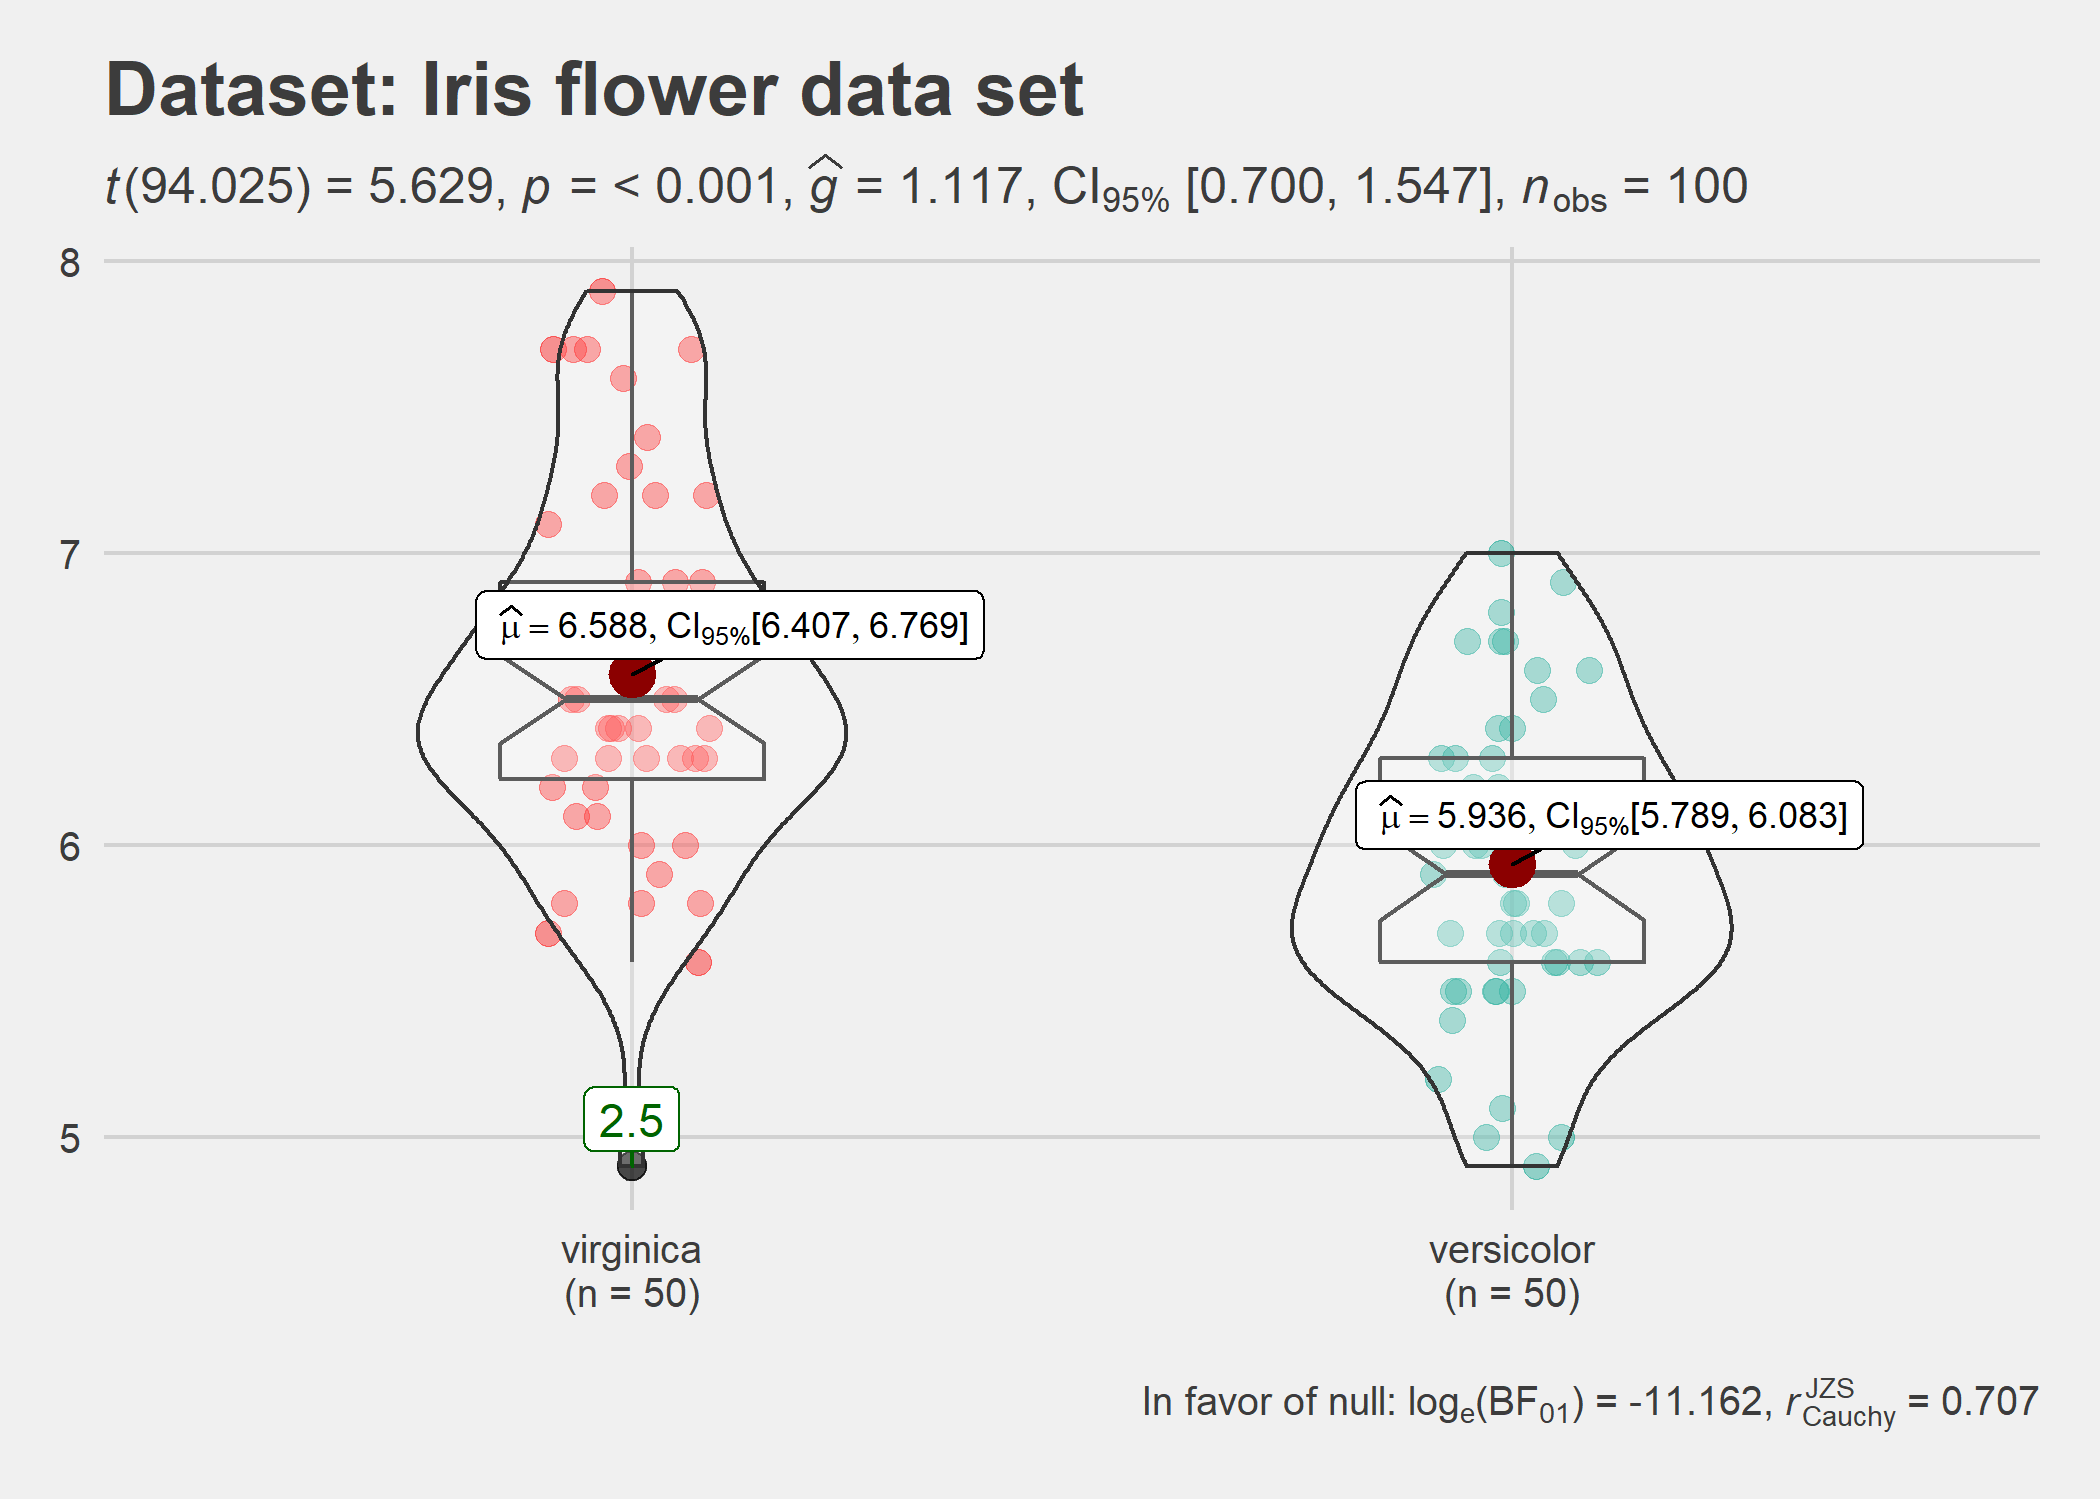 Dataset: Iris flower data set
t(94.025) = 5.629, p = < 0.001, ĝ = 1.117, CI95% [0.700, 1.547], nobs = 100
8
7
μ̂ = 6.588, CI95%[6.407, 6.769]
μ̂ = 5.936, CI95%[5.789, 6.083]
6
2.5
5
virginica
(n = 50)
versicolor
(n = 50)
In favor of null: loge(BF01) = -11.162, rJZSCauchy = 0.707